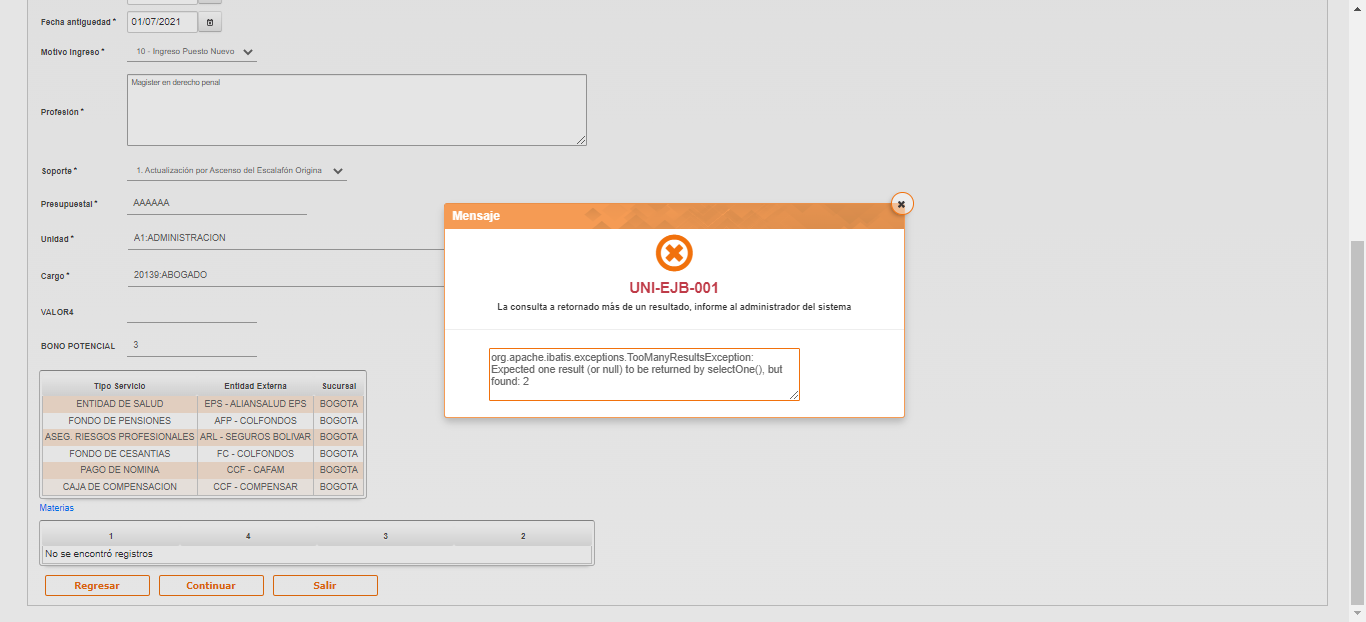 Fecha antiguedad * 01/07/2021
Motivo Ingreso * 10 - Ingreso Puesto Nuevo
Profesión * Magister en derecho penal
Soporte * 1. Actualización por Ascenso del Escalafón Origina
Presupuestal * AAAAAA
Unidad * A1:ADMINISTRACION
Cargo * 20139:ABOGADO
VALOR4
BONO POTENCIAL 3
Tipo Servicio Entidad Externa Sucursal
ENTIDAD DE SALUD EPS - ALIANSALUD EPS BOGOTA
FONDO DE PENSIONES AFP - COLFONDOS BOGOTA
ASEG. RIESGOS PROFESIONALES ARL - SEGUROS BOLIVAR BOGOTA
FONDO DE CESANTIAS FC - COLFONDOS BOGOTA
PAGO DE NOMINA CCF - CAFAM BOGOTA
CAJA DE COMPENSACION CCF - COMPENSAR BOGOTA
Materias
1 4 3 2
No se encontró registros
Regresar Continuar Salir
Mensaje
UNI-EJB-001
La consulta a retornado más de un resultado, informe al administrador del sistema
org.apache.ibatis.exceptions.TooManyResultsException:
Expected one result (or null) to be returned by selectOne(), but
found: 2